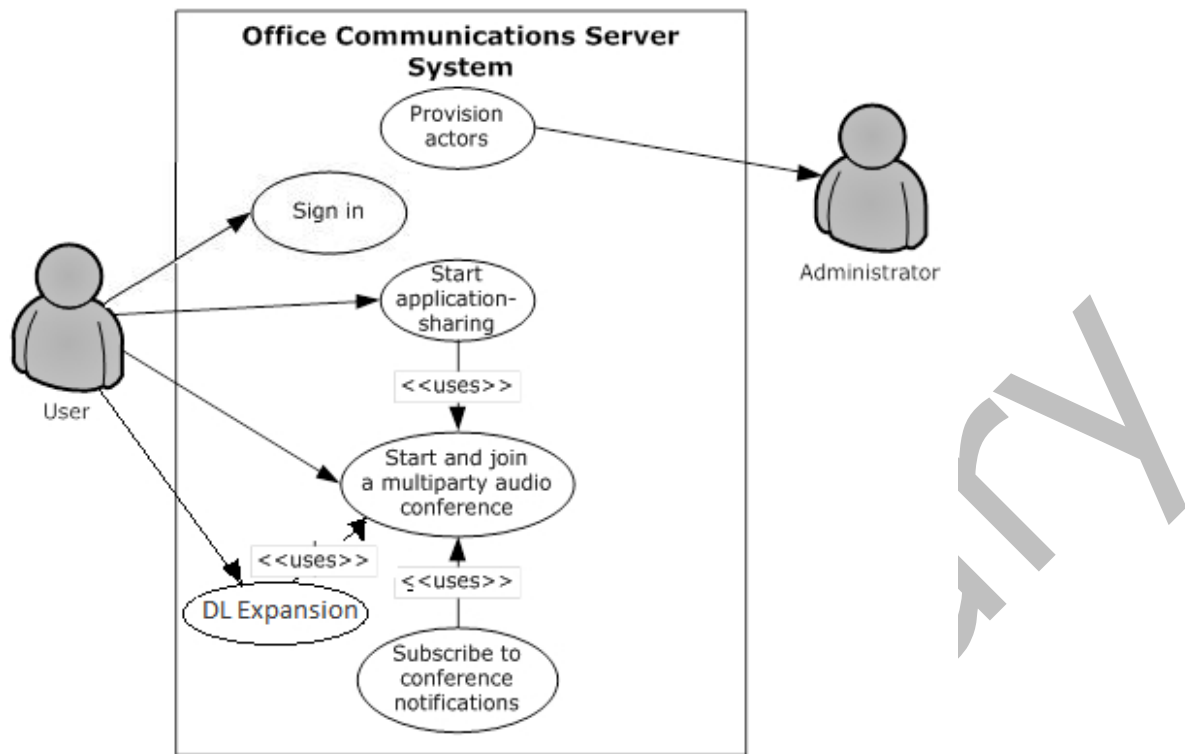 Office Communications Server
System
Provision
actors
Sign in
Administrator
Start
application-
sharing
User
<<uses>>
Start and join
a multiparty audio
conference
<<uses>>
<<uses>>
DL Expansion
Subscribe to
conference
notifications
ry